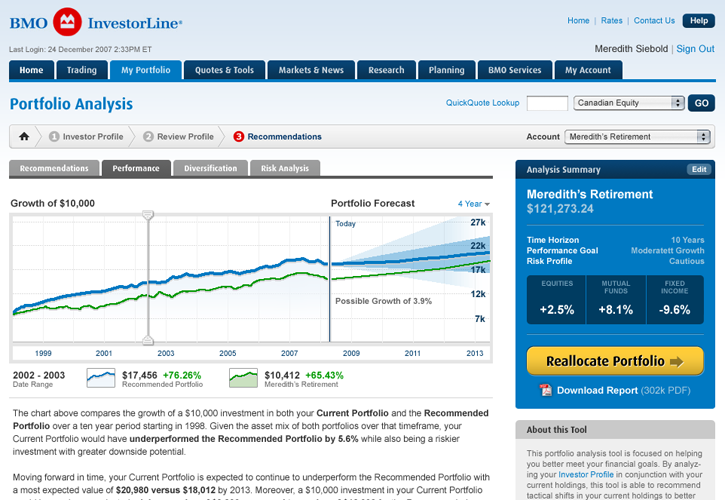 BMO InvestorLine®
Home | Rates | Contact Us Help
Last Login: 24 December 2007 2:33PM ET
Meredith Siebold | Sign Out
Home Trading My Portfolio Quotes & Tools Markets & News Research Planning BMO Services My Account
Portfolio Analysis
QuickQuote Lookup Canadian Equity GO
1 Investor Profile 2 Review Profile 3 Recommendations
Account Meredith's Retirement
Recommendations Performance Diversification Risk Analysis
Growth of $10,000 Portfolio Forecast 4 Year
Today
27k
22k
17k
12k
7k
Possible Growth of 3.9%
1999 2001 2003 2005 2007 2009 2011 2013
2002 - 2003 $17,456 +76.26% $10,412 +65.43%
Date Range Recommended Portfolio Meredith's Retirement
The chart above compares the growth of a $10,000 investment in both your Current Portfolio and the Recommended
Portfolio over a ten year period starting in 1998. Given the asset mix of both portfolios over that timeframe, your
Current Portfolio would have underperformed the Recommended Portfolio by 5.6% while also being a riskier
investment with greater downside potential.
Moving forward in time, your Current Portfolio is expected to continue to underperform the Recommended Portfolio with
a most expected value of $20,980 versus $18,012 by 2013. Moreover, a $10,000 investment in your Current Portfolio
Analysis Summary Edit
Meredith's Retirement
$121,273.24
Time Horizon 10 Years
Performance Goal Moderatett Growth
Risk Profile Cautious
EQUITIES MUTUAL FUNDS FIXED INCOME
+2.5% +8.1% -9.6%
Reallocate Portfolio
Download Report (302k PDF)
About this Tool
This portfolio analysis tool is focused on helping
you better meet your financial goals. By analyz-
ing your Investor Profile in conjunction with your
current holdings, this tool is able to recommend
tactical shifts in your current holdings to better